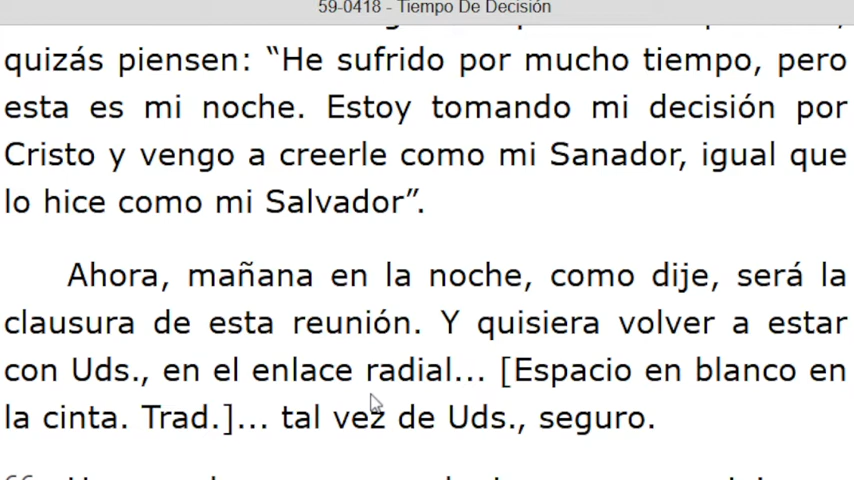 59-0418 - Tiempo De Decisión
quizás piensen: “He sufrido por mucho tiempo, pero
esta es mi noche. Estoy tomando mi decisión por
Cristo y vengo a creerle como mi Sanador, igual que
lo hice como mi Salvador”.
Ahora, mañana en la noche, como dije, será la
clausura de esta reunión. Y quisiera volver a estar
con Uds., en el enlace radial... [Espacio en blanco en
la cinta. Trad.]... tal vez de Uds., seguro.